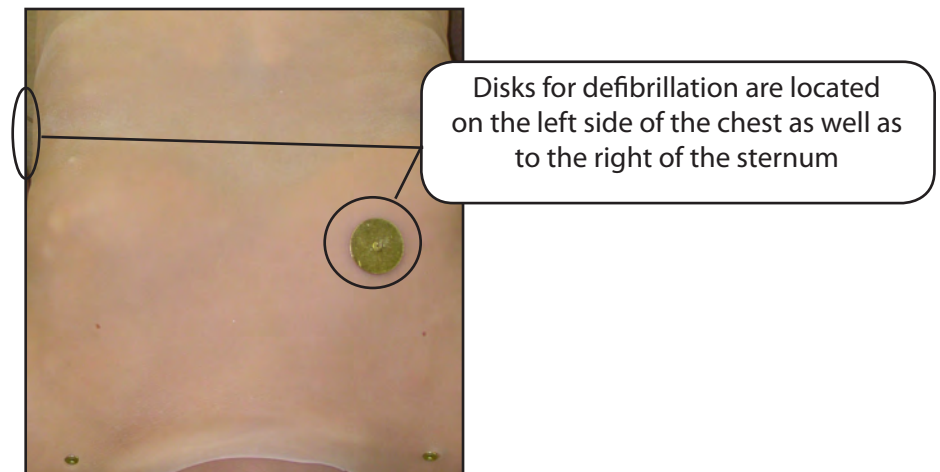 Disks for defibrillation are located
on the left side of the chest as well as
to the right of the sternum